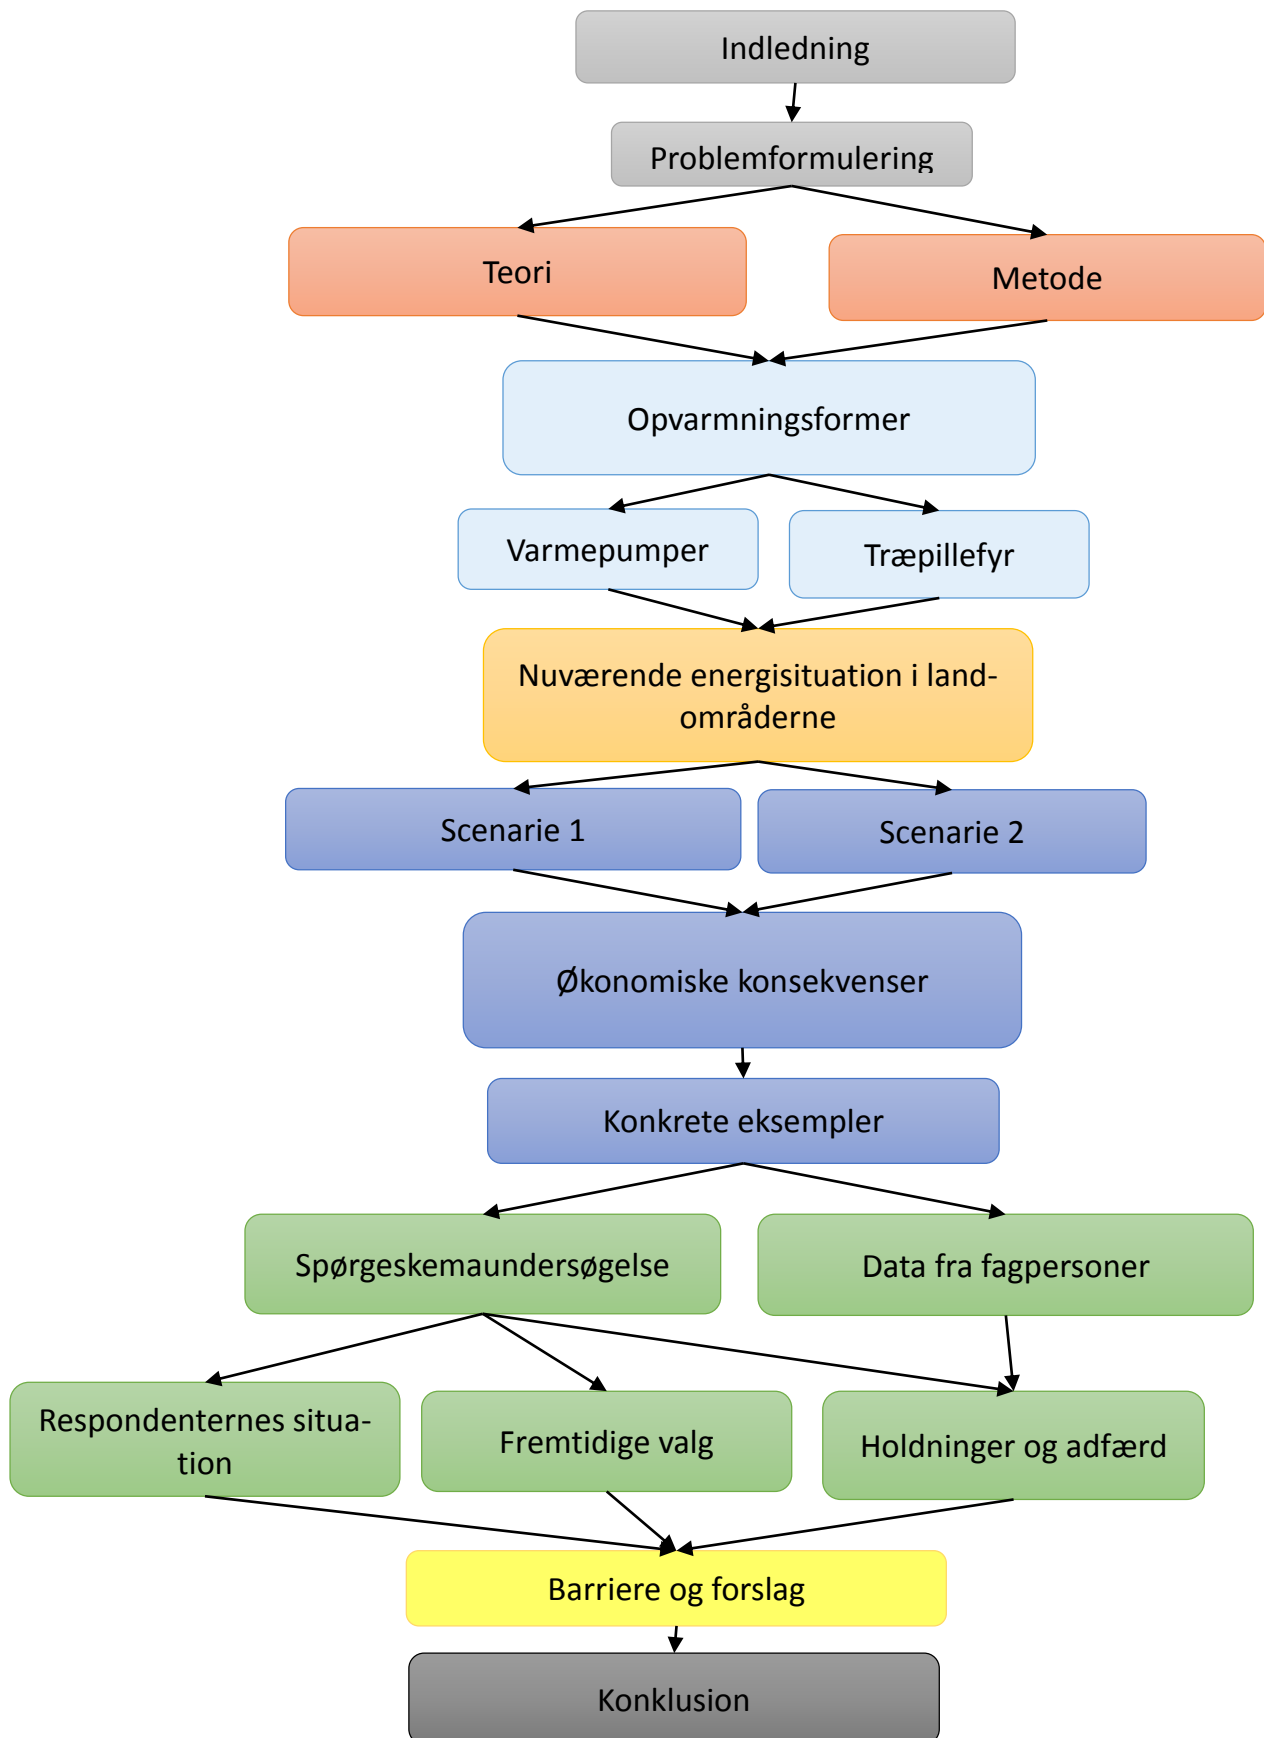 Indledning
Problemformulering
Teori
Metode
Opvarmningsformer
Varmepumper
Træpillefyr
Nuværende energisituation i land-
områderne
Scenarie 1
Scenarie 2
Økonomiske konsekvenser
Konkrete eksempler
Spørgeskemaundersøgelse
Data fra fagpersoner
Respondenternes situa-
tion
Fremtidige valg
Holdninger og adfærd
Barriere og forslag
Konklusion